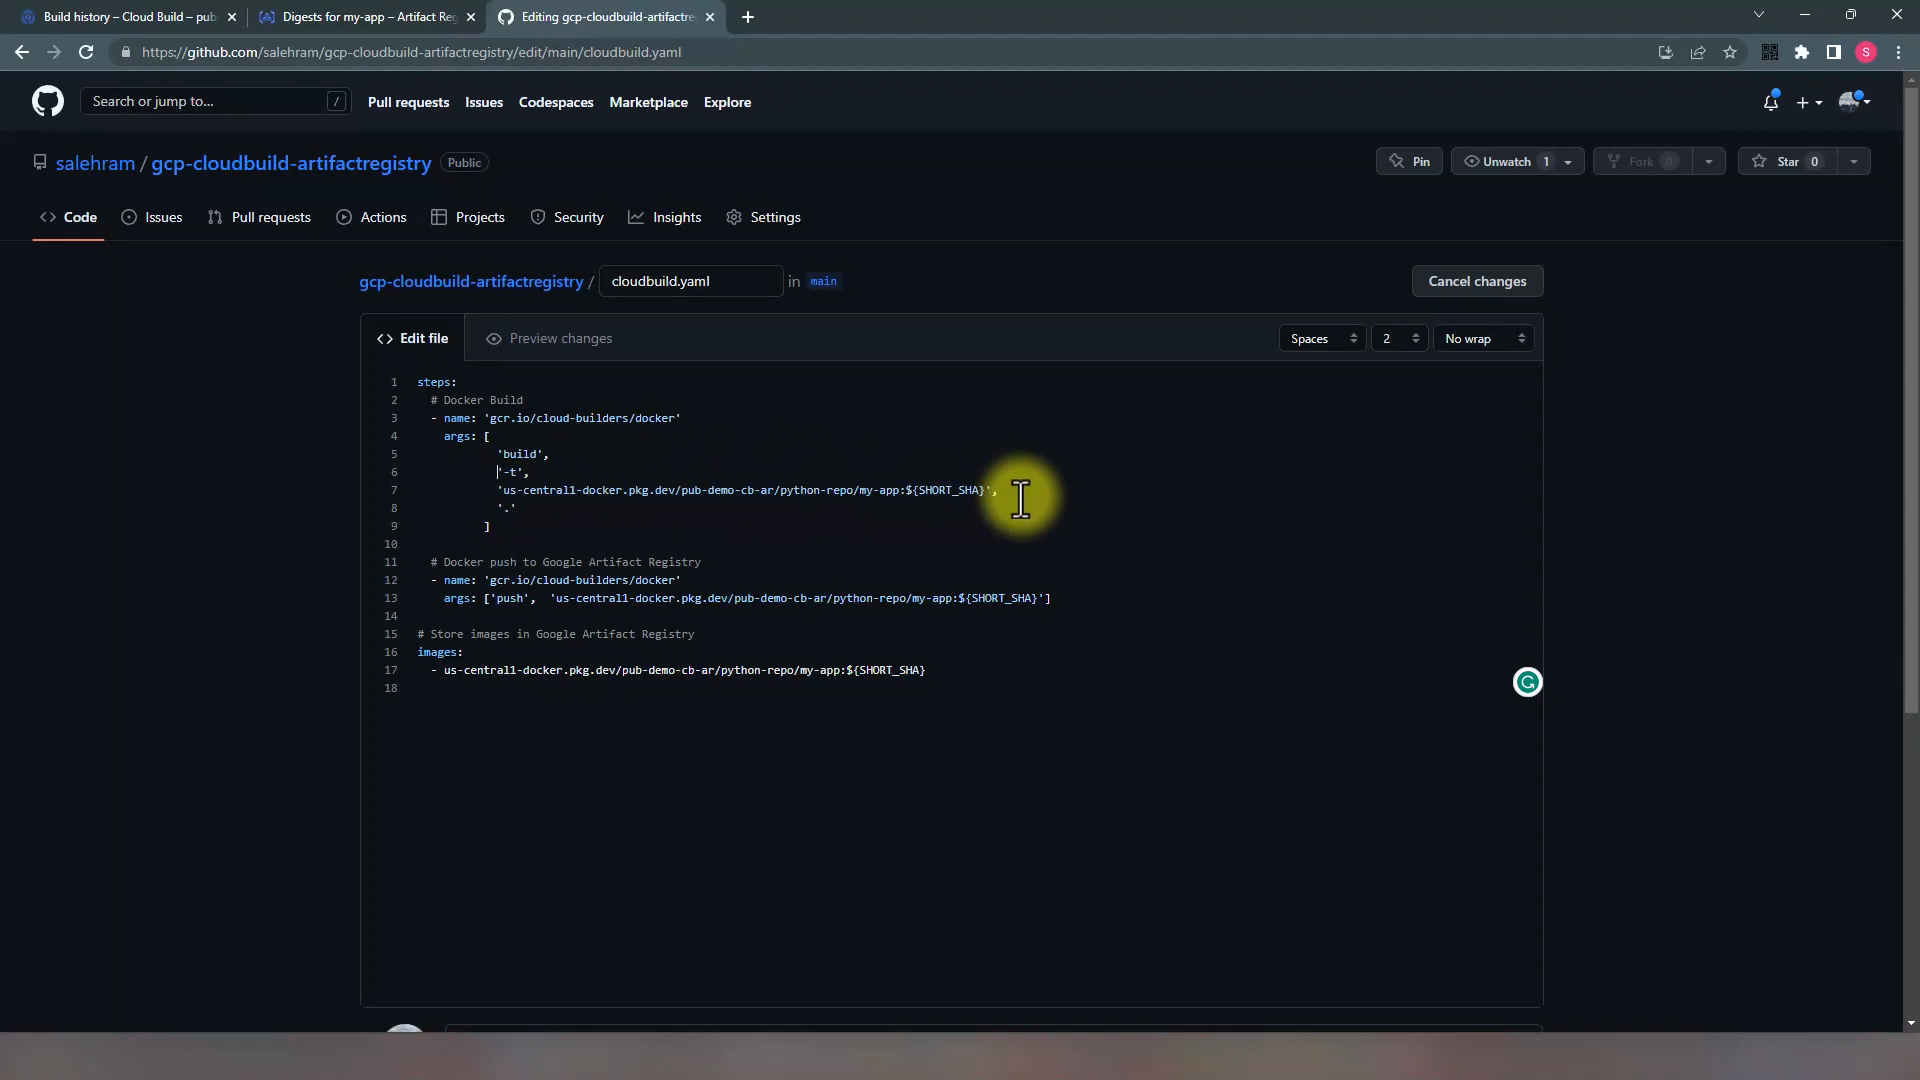 Build history – Cloud Build – pub
Digests for my-app – Artifact Reg
Editing gcp-cloudbuild-artifactre
https://github.com/salehram/gcp-cloudbuild-artifactregistry/edit/main/cloudbuild.yaml
S
Search or jump to...
/
Pull requests
Issues
Codespaces
Marketplace
Explore
salehram / gcp-cloudbuild-artifactregistry
Public
Pin
Unwatch 1
Fork 0
Star 0
Code
Issues
Pull requests
Actions
Projects
Security
Insights
Settings
gcp-cloudbuild-artifactregistry / cloudbuild.yaml in main
Cancel changes
<> Edit file
Preview changes
Spaces
2
No wrap
1 steps:
2 # Docker Build
3 - name: 'gcr.io/cloud-builders/docker'
4 args: [
5 'build',
6 '-t',
7 'us-central1-docker.pkg.dev/pub-demo-cb-ar/python-repo/my-app:${SHORT_SHA}',
8 '.'
9 ]
10
11 # Docker push to Google Artifact Registry
12 - name: 'gcr.io/cloud-builders/docker'
13 args: ['push', 'us-central1-docker.pkg.dev/pub-demo-cb-ar/python-repo/my-app:${SHORT_SHA}']
14
15 # Store images in Google Artifact Registry
16 images:
17 - us-central1-docker.pkg.dev/pub-demo-cb-ar/python-repo/my-app:${SHORT_SHA}
18